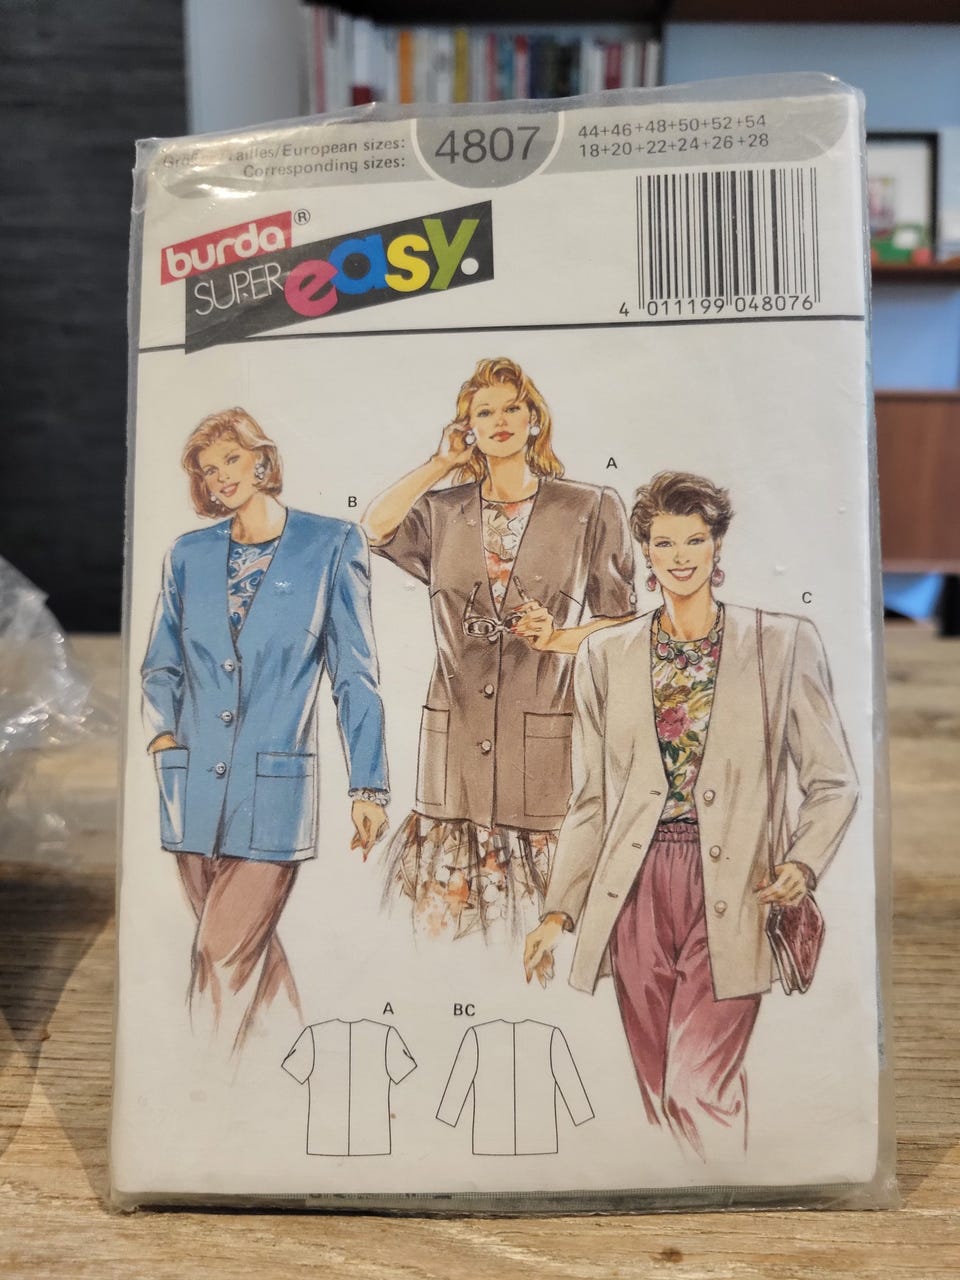 Größen/Tailles/European sizes:
Corresponding sizes:
4807
44+46+48+50+52+54
18+20+22+24+26+28
burda ®
SUPER easy.
4 011199 048076
A
B
C
A
BC